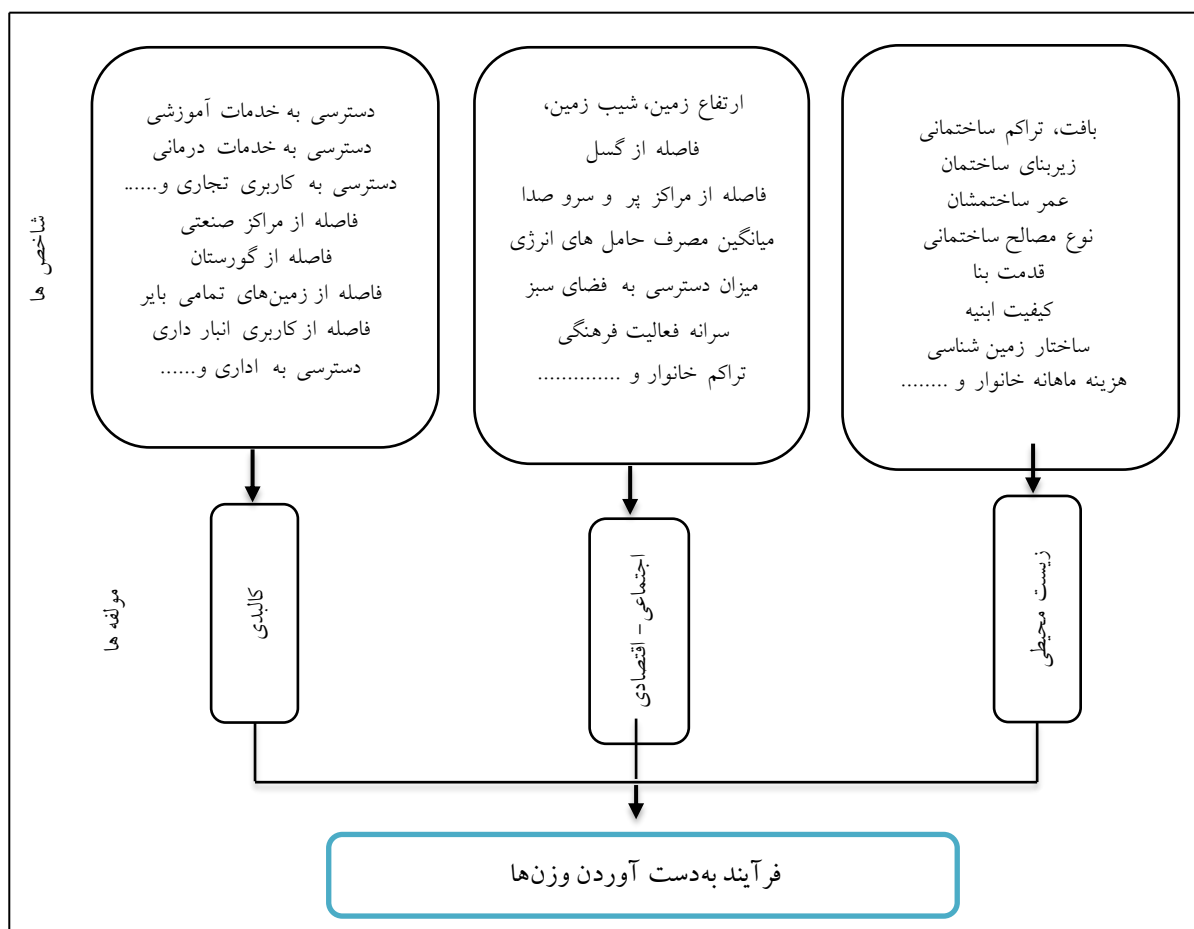 شاخص ها
بافت، تراکم ساختمانی
زیربنای ساختمان
عمر ساختمشان
نوع مصالح ساختمانی
قدمت بنا
کیفیت ابنیه
ساختار زمین شناسی
هزینه ماهانه خانوار و ........
ارتفاع زمین، شیب زمین،
فاصله از گسل
فاصله از مراکز پر و سرو صدا
میانگین مصرف حامل های انرژی
میزان دسترسی به فضای سبز
سرانه فعالیت فرهنگی
تراکم خانوار و ..............
دسترسی به خدمات آموزشی
دسترسی به خدمات درمانی
دسترسی به کاربری تجاری و......
فاصله از مراکز صنعتی
فاصله از گورستان
فاصله از زمین‌های تمامی بایر
فاصله از کاربری انبار داری
دسترسی به اداری و......
مولفه ها
زیست محیطی
اجتماعی - اقتصادی
کالبدی
فرآیند به‌دست آوردن وزن‌ها